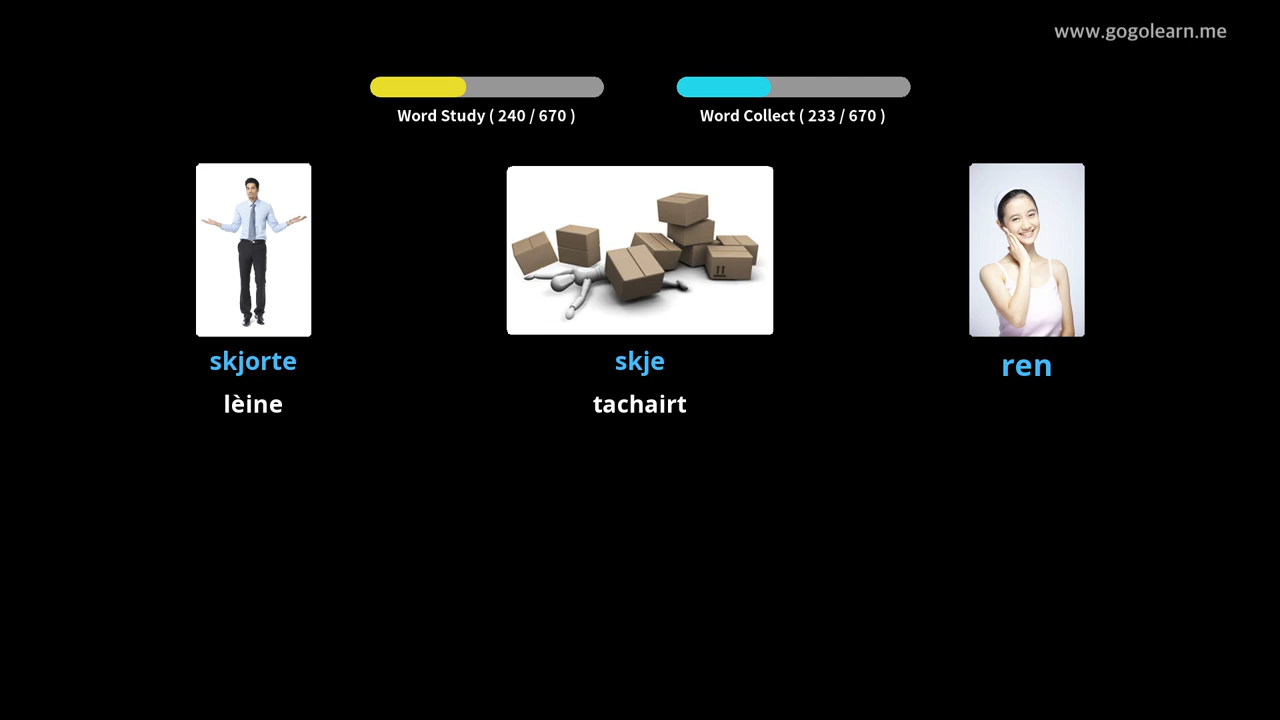 www.gogolearn.me
Word Study ( 240 / 670 )
Word Collect ( 233 / 670 )
skjorte
lèine
skje
tachairt
ren